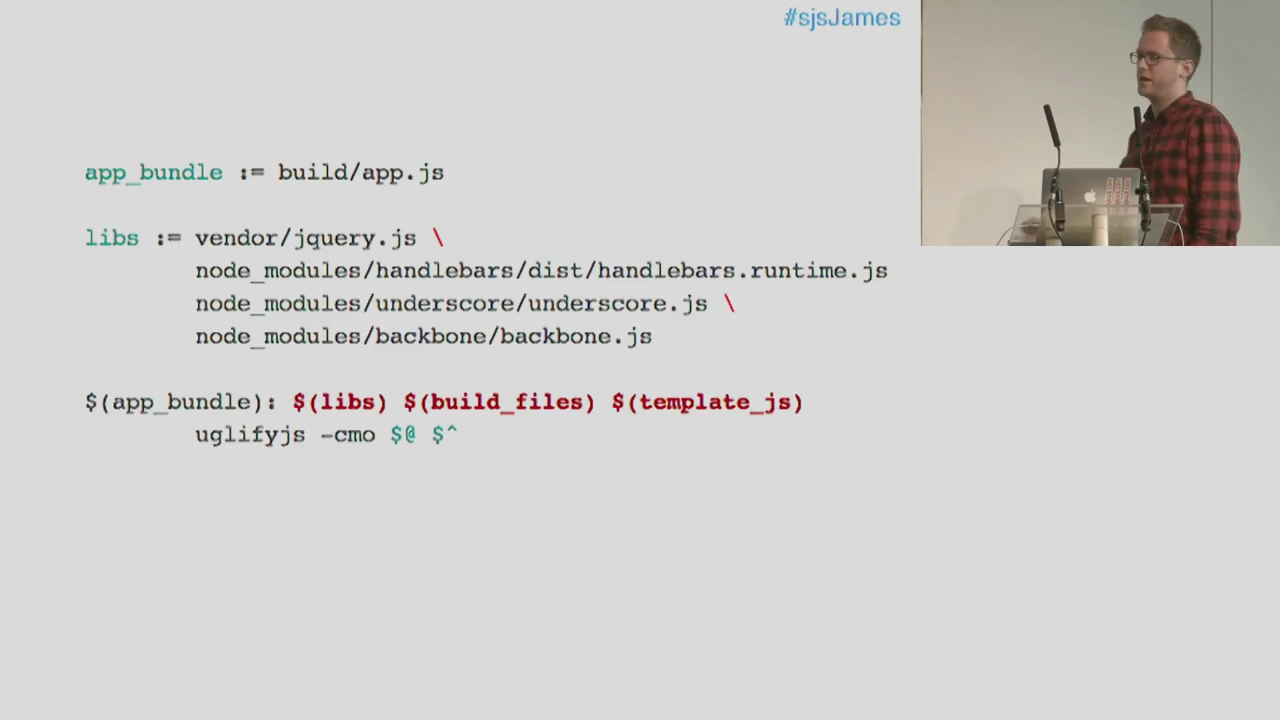 #sjsJames
app_bundle := build/app.js
libs := vendor/jquery.js \
node_modules/handlebars/dist/handlebars.runtime.js
node_modules/underscore/underscore.js \
node_modules/backbone/backbone.js
$(app_bundle): $(libs) $(build_files) $(template_js)
uglifyjs -cmo $@ $^